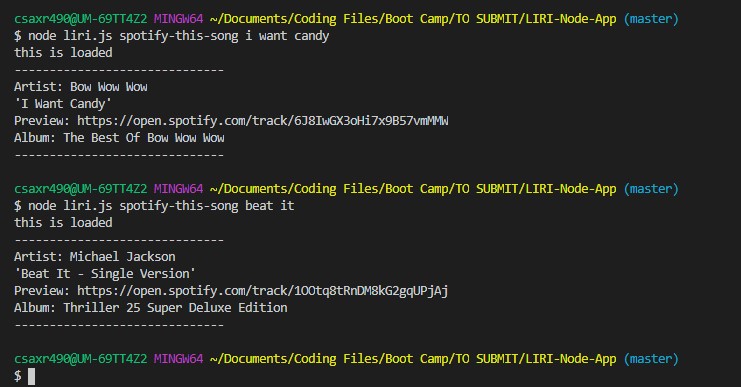 csaxr490@UM-69TT4Z2 MINGW64 ~/Documents/Coding Files/Boot Camp/TO SUBMIT/LIRI-Node-App (master)
$ node liri.js spotify-this-song i want candy
this is loaded
------------------------------
Artist: Bow Wow Wow
'I Want Candy'
Preview: https://open.spotify.com/track/6J8IwGX3oHi7x9B57vmMMW
Album: The Best Of Bow Wow Wow
------------------------------
csaxr490@UM-69TT4Z2 MINGW64 ~/Documents/Coding Files/Boot Camp/TO SUBMIT/LIRI-Node-App (master)
$ node liri.js spotify-this-song beat it
this is loaded
------------------------------
Artist: Michael Jackson
'Beat It - Single Version'
Preview: https://open.spotify.com/track/1OOtq8tRnDM8kG2gqUPjAj
Album: Thriller 25 Super Deluxe Edition
------------------------------
csaxr490@UM-69TT4Z2 MINGW64 ~/Documents/Coding Files/Boot Camp/TO SUBMIT/LIRI-Node-App (master)
$